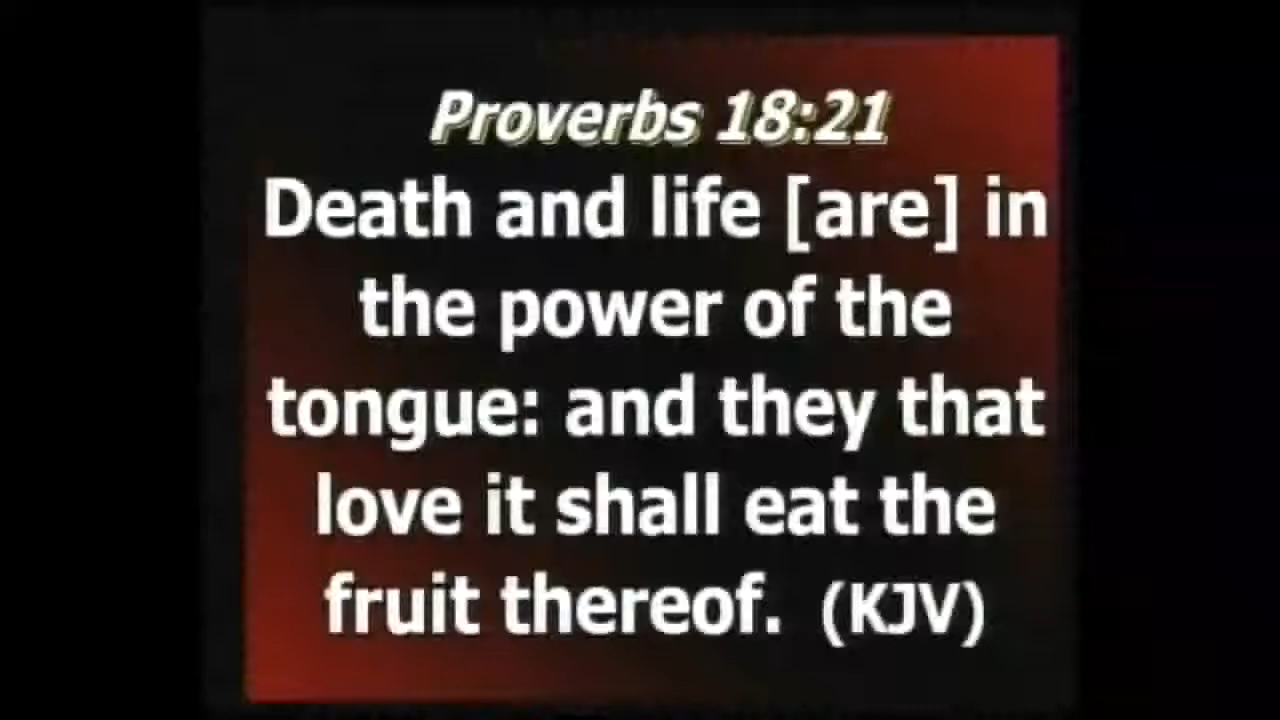 Proverbs 18:21
Death and life [are] in
the power of the
tongue: and they that
love it shall eat the
fruit thereof. (KJV)